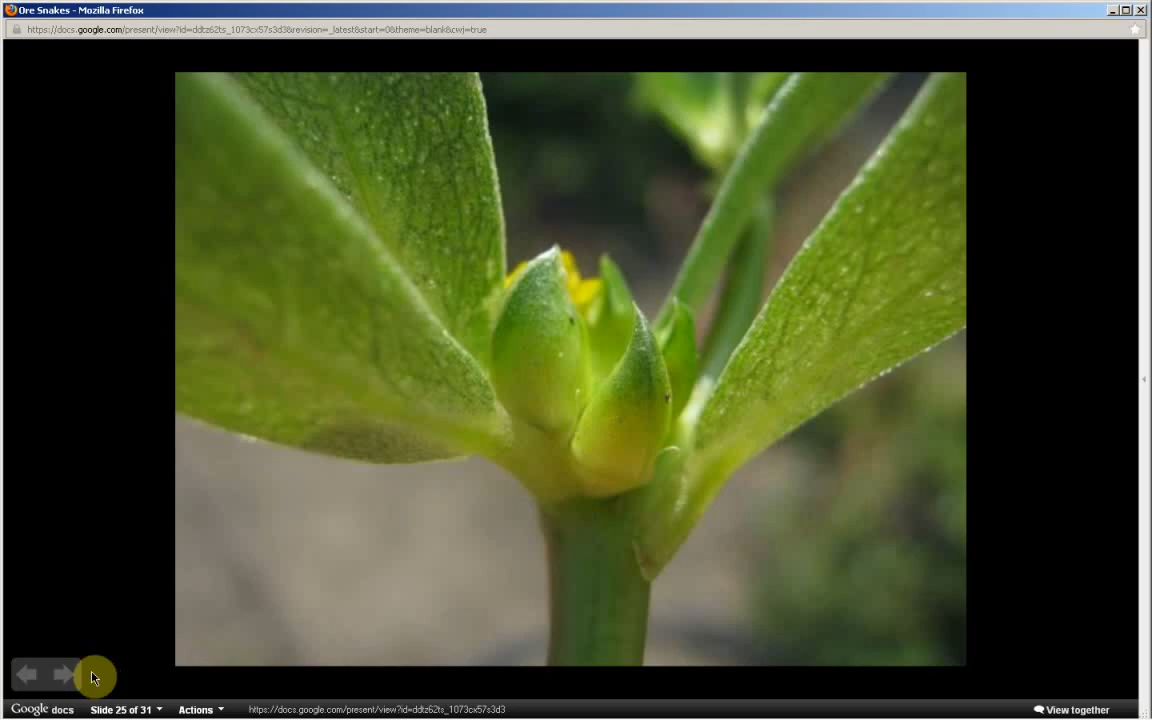 Ore Snakes - Mozilla Firefox
https://docs.google.com/present/view?id=ddtz62ts_1073cx57s3d3&revision=_latest&start=0&theme=blank&cwj=true
Google docs Slide 25 of 31 Actions https://docs.google.com/present/view?id=ddtz62ts_1073cx57s3d3 View together